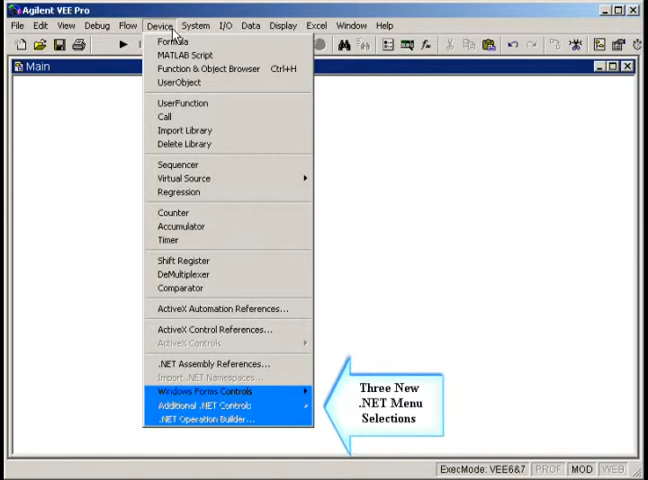 Agilent VEE Pro
File Edit View Debug Flow Device System I/O Data Display Excel Window Help
Main
Formula
MATLAB Script
Function & Object Browser Ctrl+H
UserObject
UserFunction
Call
Import Library
Delete Library
Sequencer
Virtual Source
Regression
Counter
Accumulator
Timer
Shift Register
DeMultiplexer
Comparator
ActiveX Automation References...
ActiveX Control References...
ActiveX Controls
.NET Assembly References...
Import .NET Namespaces...
Windows Forms Controls
Additional .NET Controls
.NET Operation Builder...
Three New
.NET Menu
Selections
ExecMode: VEE6&7 PROF MOD WEB